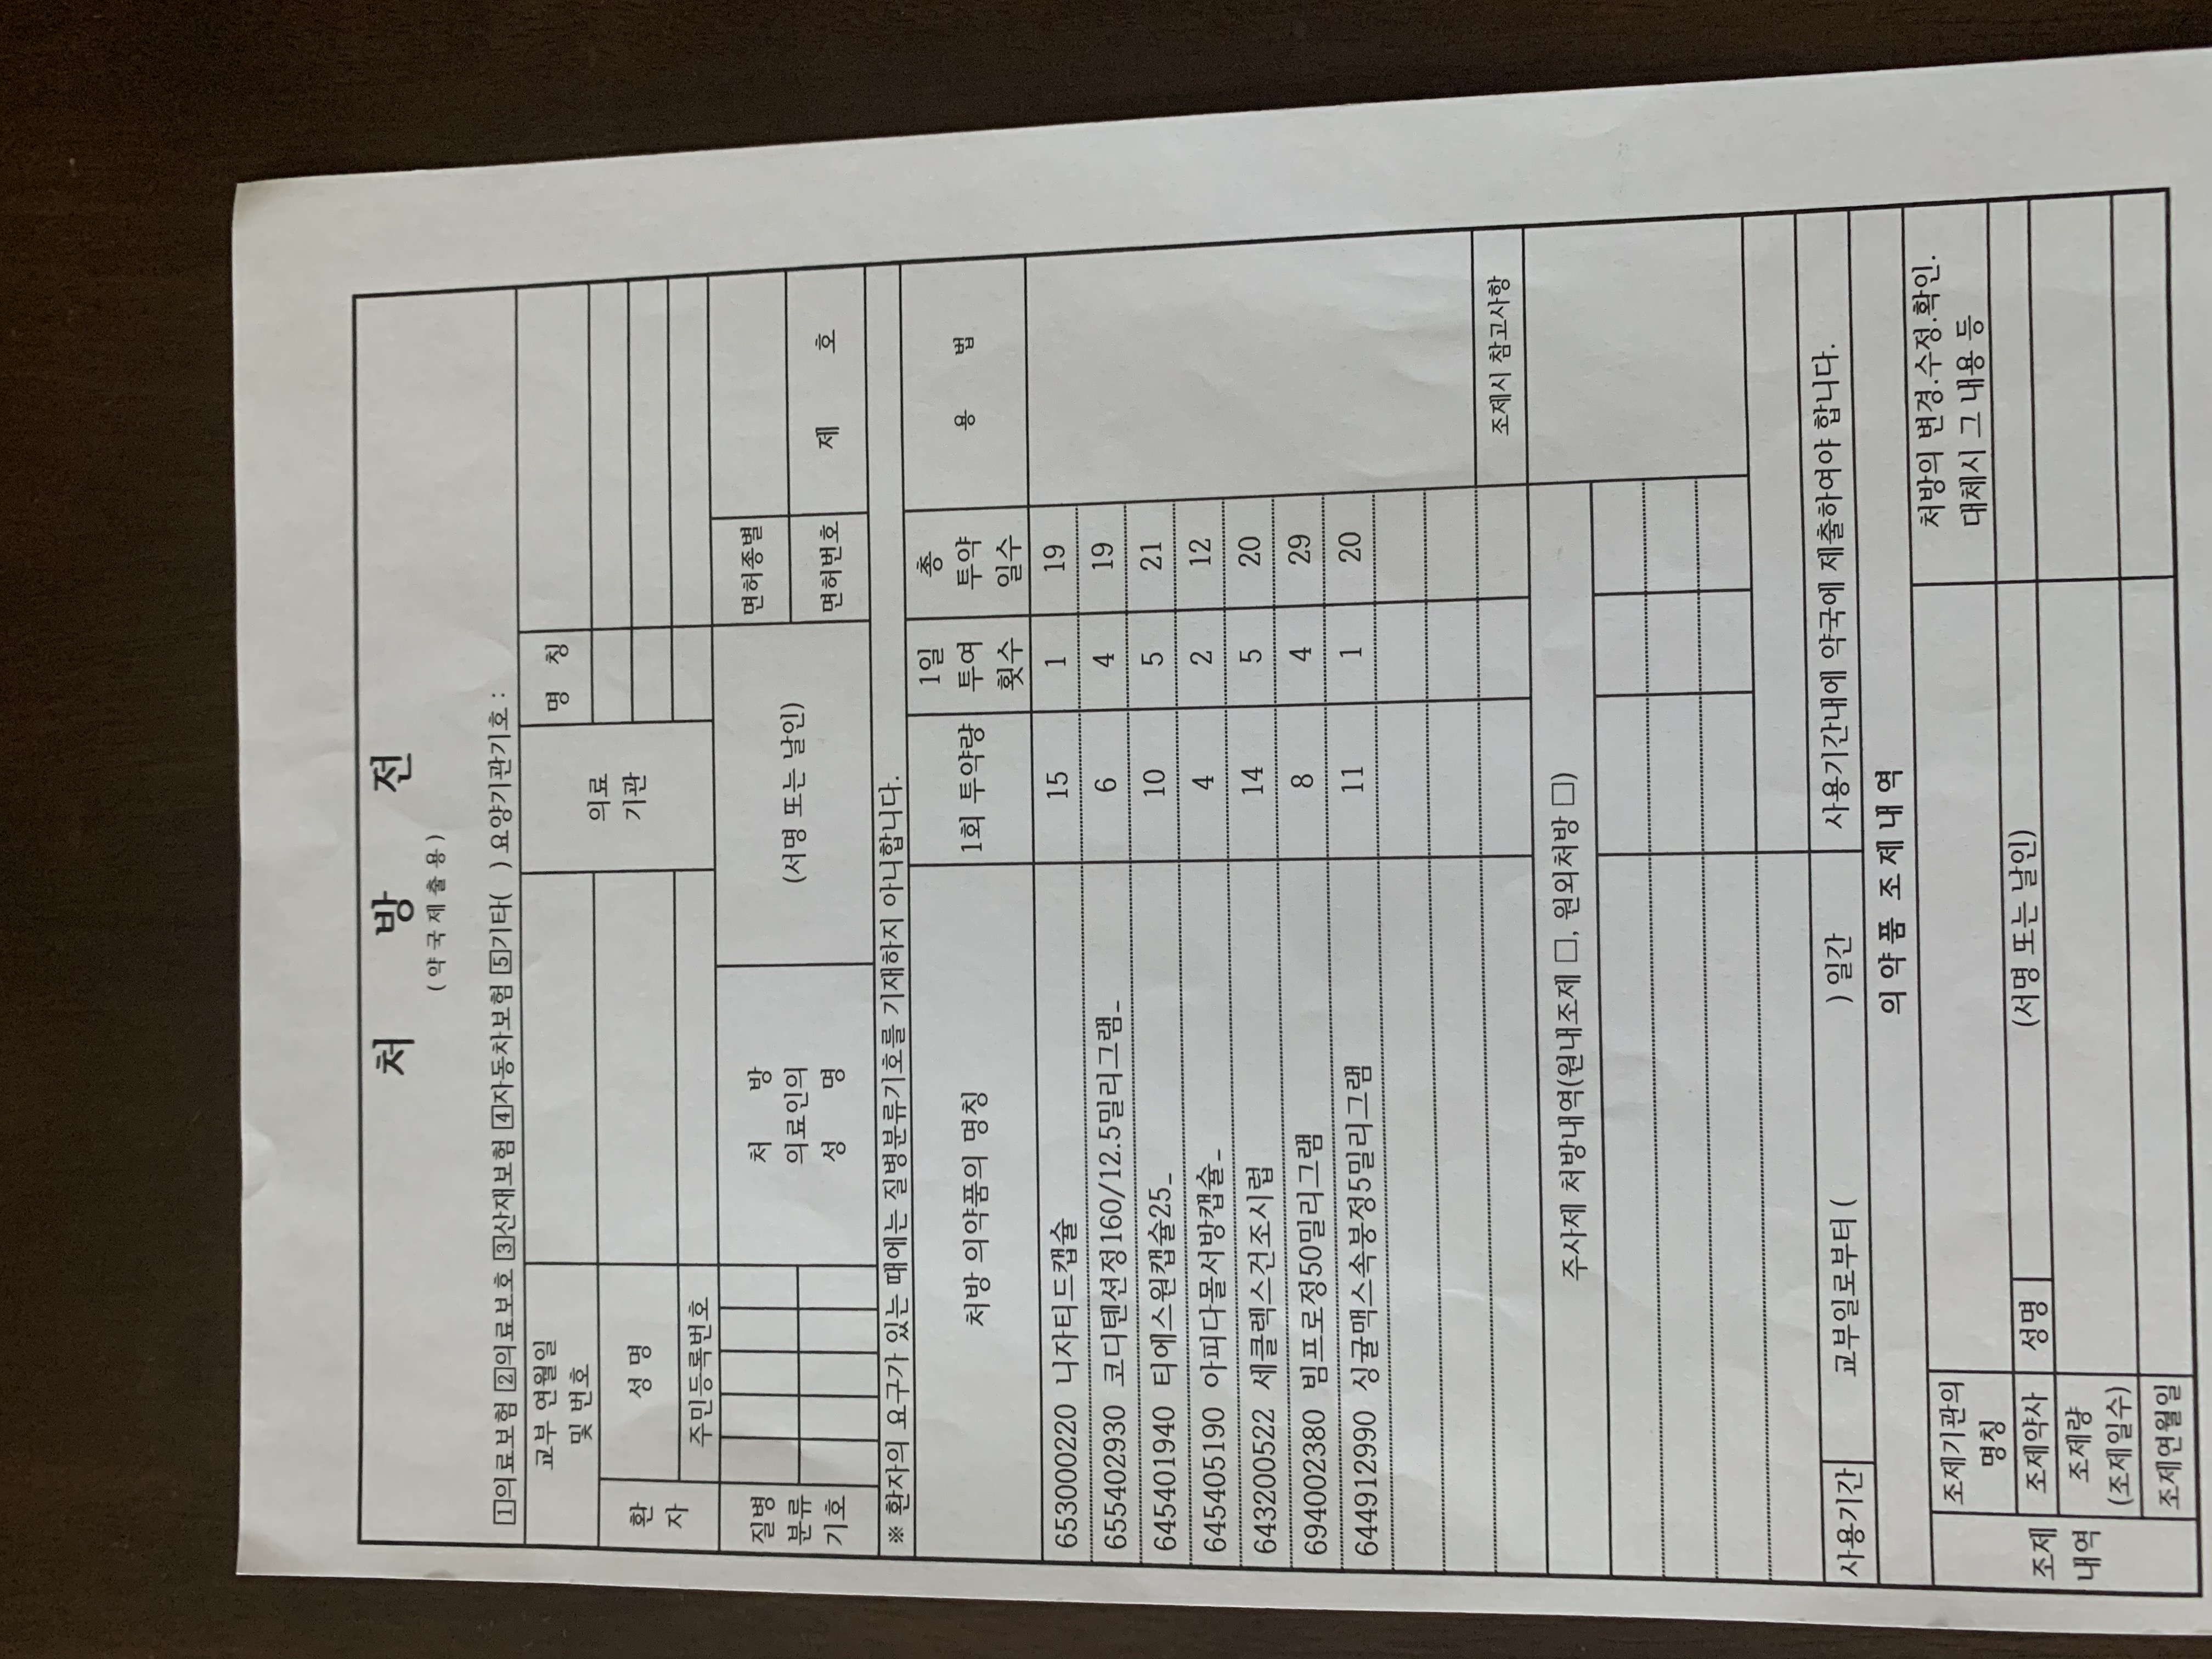 처 방 전
(약국제출용)
1의료보험 2의료보호 3산재보험 4자동차보험 5기타( ) 요양기관기호 :
교부 연월일
및 번호
의료
기관
명 칭
환
자
성 명
주민등록번호
질병
분류
기호
처 방
의료인의
성 명
(서명 또는 날인)
면허종별
면허번호
제 호
※ 환자의 요구가 있는 때에는 질병분류기호를 기재하지 아니합니다.
처방 의약품의 명칭
1회 투약량
1일
투여
횟수
총
투약
일수
용 법
653000220 니자티드캡슐 15 1 19
655402930 코디텐션정160/12.5밀리그램_ 6 4 19
645401940 티에스원캡슐25_ 10 5 21
645405190 아피다몰서방캡슐_ 4 2 12
643200522 세클렉스건조시럽 14 5 20
694002380 빔프로정50밀리그램 8 4 29
644912990 싱귤맥스속붕정5밀리그램 11 1 20
조제시 참고사항
주사제 처방내역(원내조제 □, 원외처방 □)
사용기간 교부일로부터 ( ) 일간 사용기간내에 약국에 제출하여야 합니다.
의약품 조제내역
조제
내역
조제기관의
명칭
처방의 변경.수정.확인.
대체시 그 내용 등
조제약사 성명 (서명 또는 날인)
조제량
(조제일수)
조제연월일